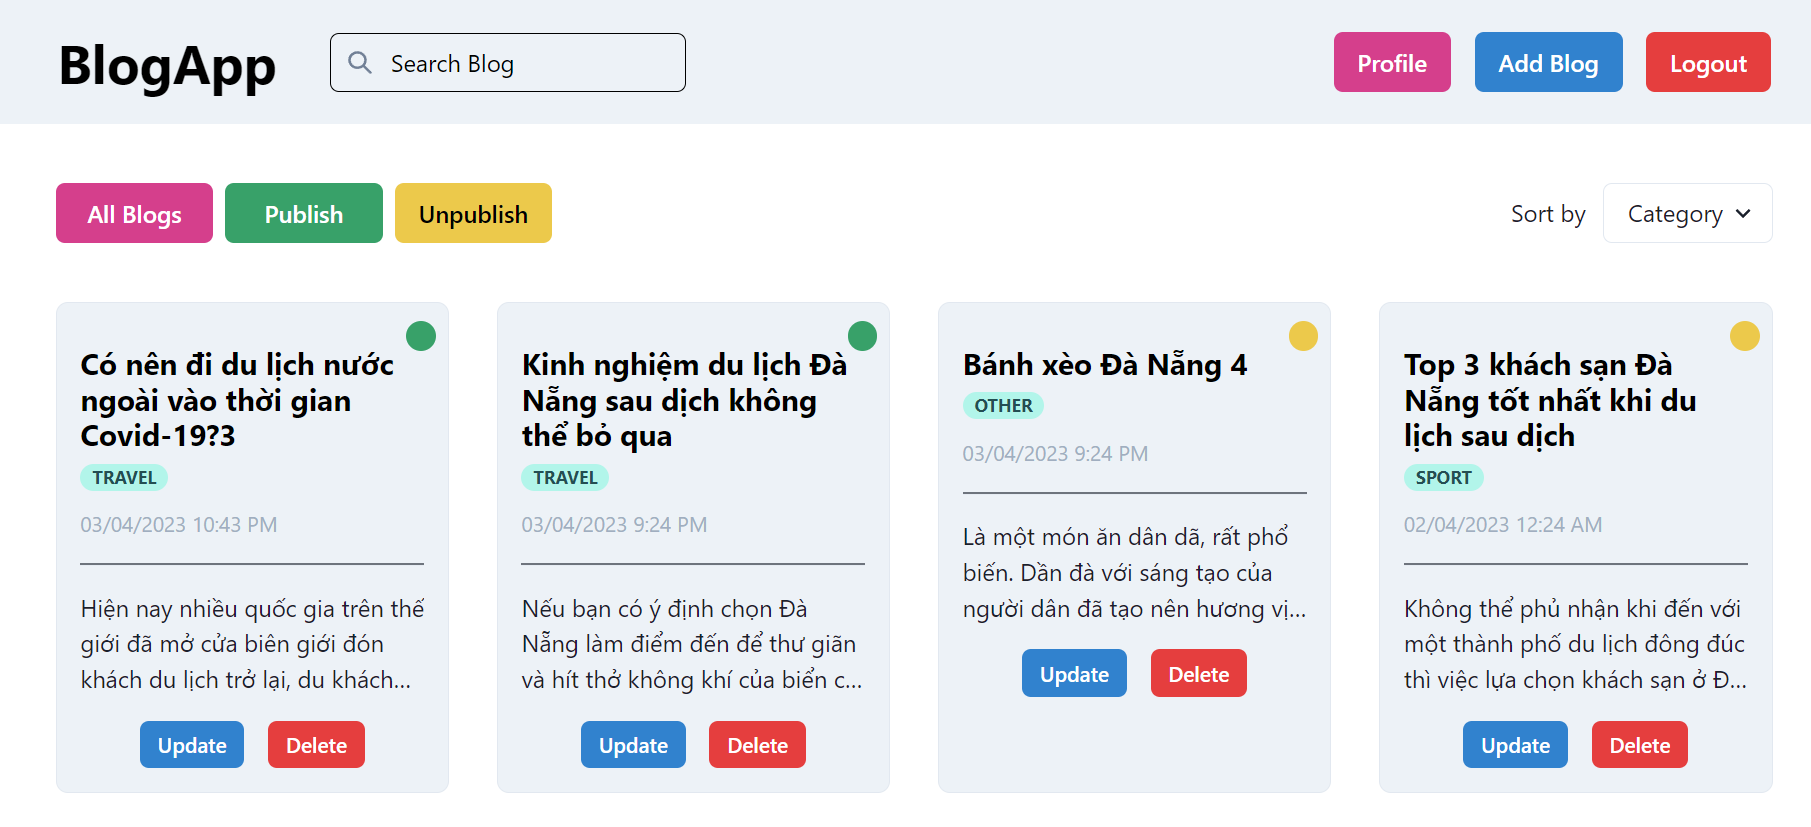 BlogApp
Search Blog
Profile
Add Blog
Logout
All Blogs
Publish
Unpublish
Sort by
Category
Có nên đi du lịch nước
ngoài vào thời gian
Covid-19?3
TRAVEL
03/04/2023 10:43 PM
Hiện nay nhiều quốc gia trên thế
giới đã mở cửa biên giới đón
khách du lịch trở lại, du khách...
Update
Delete
Kinh nghiệm du lịch Đà
Nẵng sau dịch không
thể bỏ qua
TRAVEL
03/04/2023 9:24 PM
Nếu bạn có ý định chọn Đà
Nẵng làm điểm đến để thư giãn
và hít thở không khí của biển c...
Update
Delete
Bánh xèo Đà Nẵng 4
OTHER
03/04/2023 9:24 PM
Là một món ăn dân dã, rất phổ
biến. Dần đà với sáng tạo của
người dân đã tạo nên hương vị...
Update
Delete
Top 3 khách sạn Đà
Nẵng tốt nhất khi du
lịch sau dịch
SPORT
02/04/2023 12:24 AM
Không thể phủ nhận khi đến với
một thành phố du lịch đông đúc
thì việc lựa chọn khách sạn ở Đ...
Update
Delete